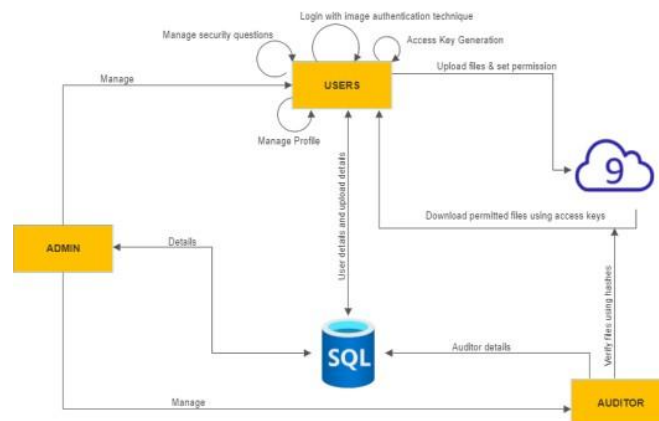 Login with image authentication technique
Manage security questions
Access Key Generation
USERS
Upload files & set permission
Manage
Manage Profile
9
Download permitted files using access keys
User details and upload details
ADMIN
Details
Verify files using hashes
SQL
Auditor details
Manage
AUDITOR